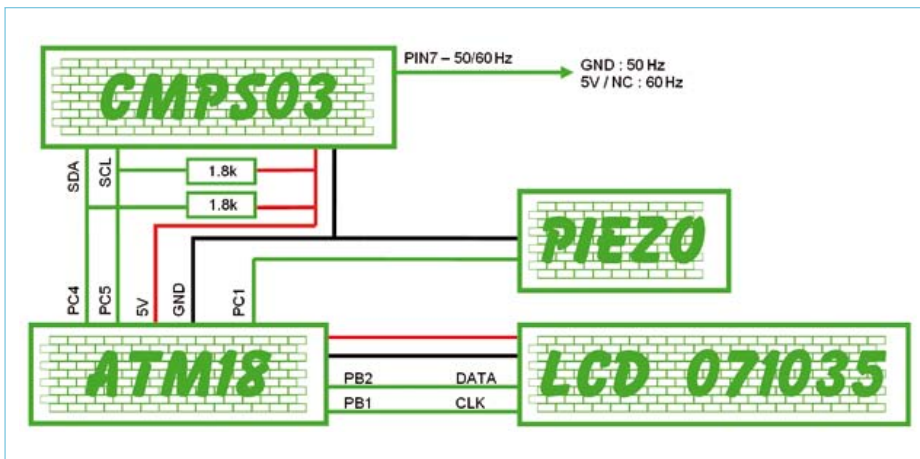 CMPS03
PIN7 – 50/60 Hz
GND : 50 Hz
5V / NC : 60 Hz
SDA
SCL
1.8k
1.8k
PIEZO
PC4
PC5
5V
GND
PC1
ATM18
PB2
DATA
PB1
CLK
LCD 071035